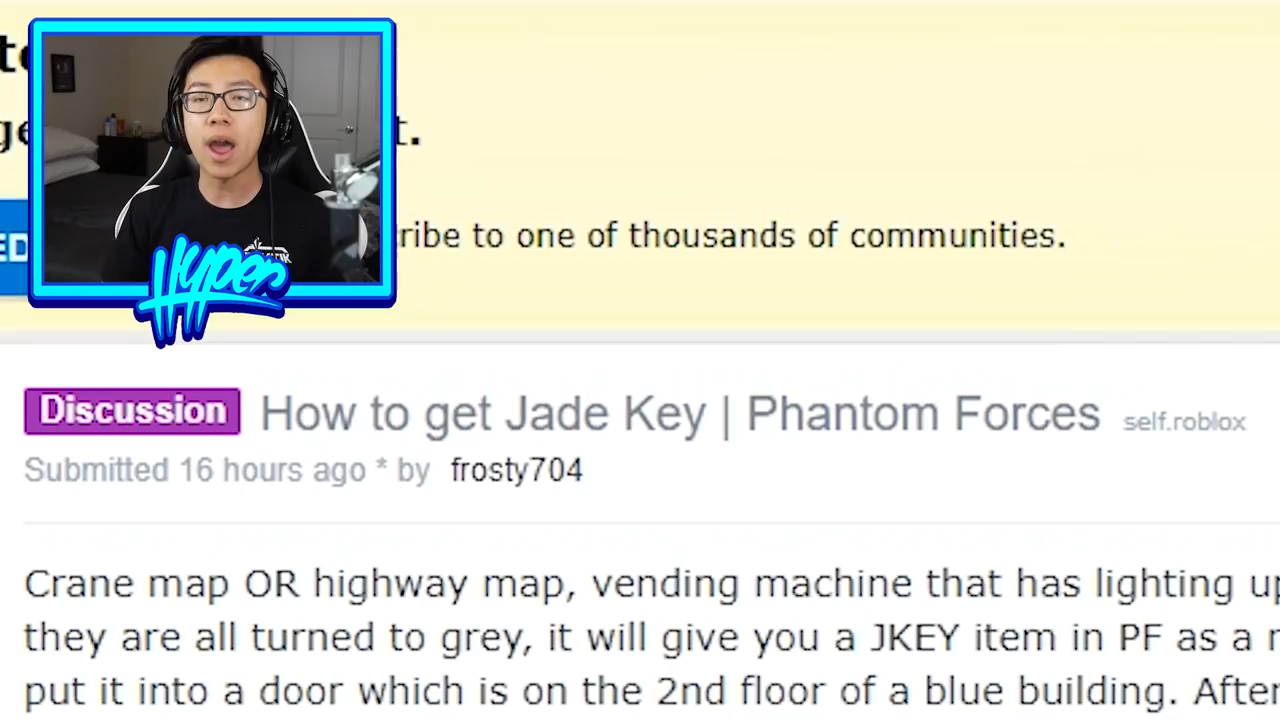 t.
ribe to one of thousands of communities.
Hyper
Discussion How to get Jade Key | Phantom Forces self.roblox
Submitted 16 hours ago * by frosty704
Crane map OR highway map, vending machine that has lighting up
they are all turned to grey, it will give you a JKEY item in PF as a
put it into a door which is on the 2nd floor of a blue building. After